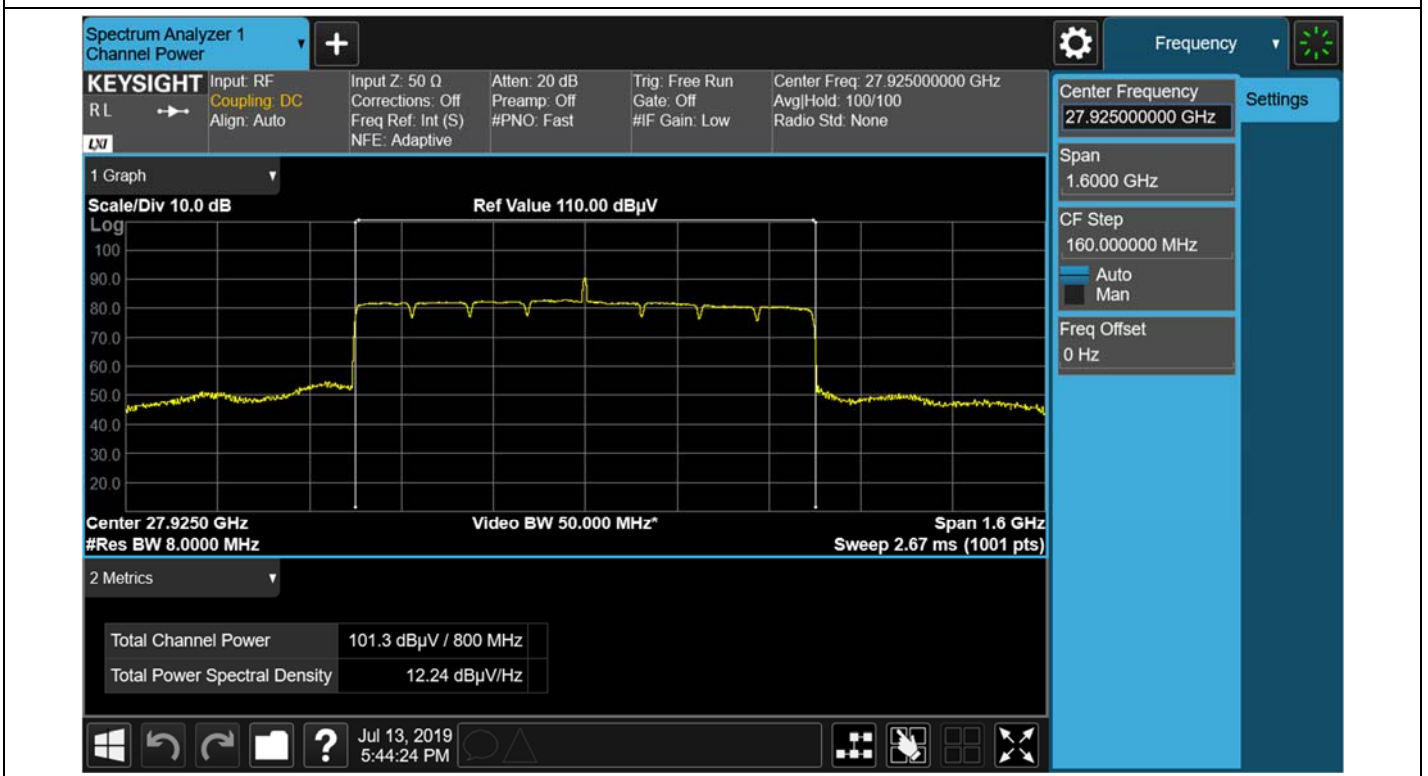 Spectrum Analyzer 1
Channel Power
+
Frequency
KEYSIGHT
RL
LXI
Input: RF
Coupling: DC
Align: Auto
Input Z: 50 Ω
Corrections: Off
Freq Ref: Int (S)
NFE: Adaptive
Atten: 20 dB
Preamp: Off
#PNO: Fast
Trig: Free Run
Gate: Off
#IF Gain: Low
Center Freq: 27.925000000 GHz
Avg|Hold: 100/100
Radio Std: None
Center Frequency
27.925000000 GHz
Settings
Span
1.6000 GHz
CF Step
160.000000 MHz
Auto
Man
Freq Offset
0 Hz
1 Graph
Scale/Div 10.0 dB
Ref Value 110.00 dBµV
Log
100
90.0
80.0
70.0
60.0
50.0
40.0
30.0
20.0
Center 27.9250 GHz
Video BW 50.000 MHz*
Span 1.6 GHz
#Res BW 8.0000 MHz
Sweep 2.67 ms (1001 pts)
2 Metrics
Total Channel Power 101.3 dBµV / 800 MHz
Total Power Spectral Density 12.24 dBµV/Hz
?
Jul 13, 2019
5:44:24 PM